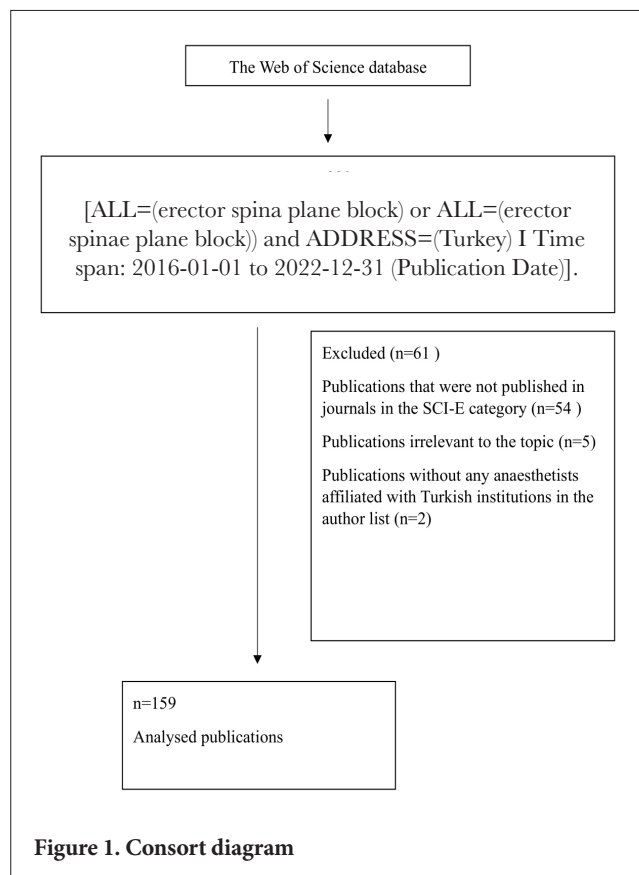 The Web of Science database
- - -
[ALL=(erector spina plane block) or ALL=(erector
spinae plane block)) and ADDRESS=(Turkey) I Time
span: 2016-01-01 to 2022-12-31 (Publication Date)].
Excluded (n=61 )
Publications that were not published in
journals in the SCI-E category (n=54 )
Publications irrelevant to the topic (n=5)
Publications without any anaesthetists
affiliated with Turkish institutions in the
author list (n=2)
n=159
Analysed publications
Figure 1. Consort diagram